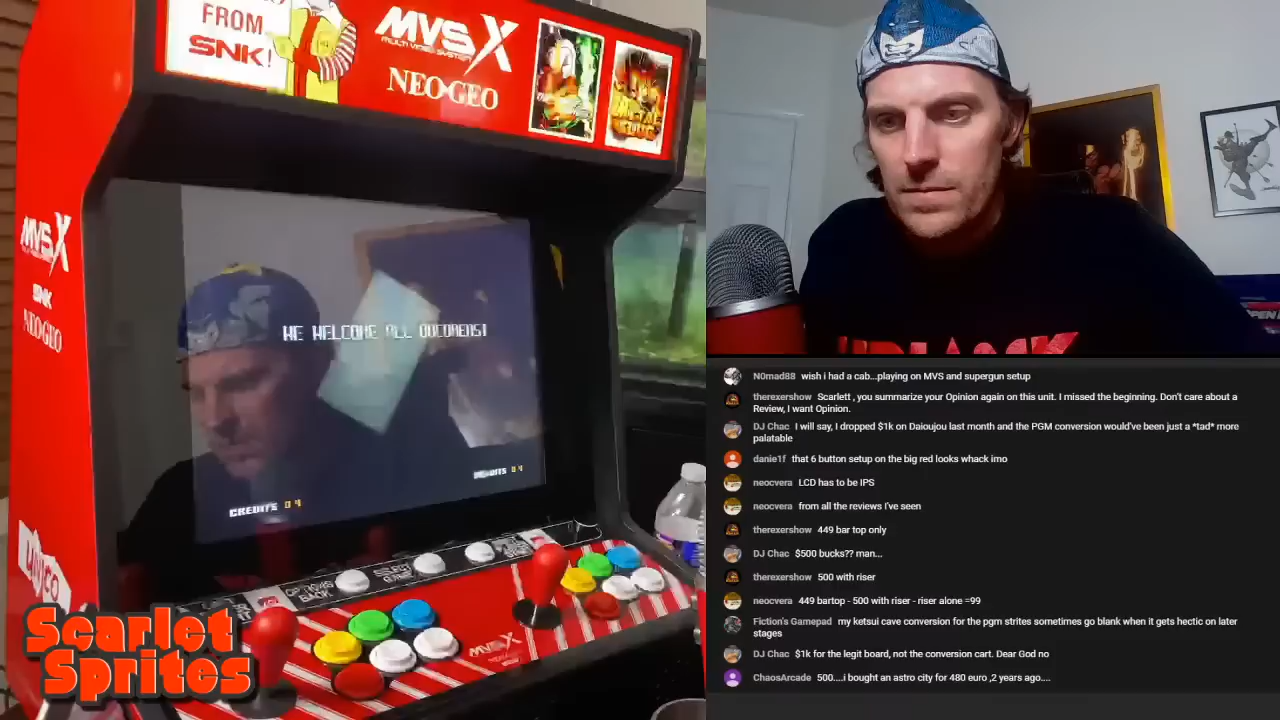 FROM
SNK!
MVSX
MULTI VIDEO SYSTEM
NEO·GEO
METAL
SLUG
MVSX
SNK
NEO·GEO
CREDITS 04
CREDITS 04
OPTIONS
BACK
SELECT
GAME
MVSX
unico
Scarlet
Sprites
N0mad88 wish i had a cab...playing on MVS and supergun setup
therexershow Scarlett , you summarize your Opinion again on this unit. I missed the beginning. Don't care about a
Review, I want Opinion.
DJ Chac I will say, I dropped $1k on Daioujou last month and the PGM conversion would've been just a *tad* more
palatable
danie1f that 6 button setup on the big red looks whack imo
neocvera LCD has to be IPS
neocvera from all the reviews I've seen
therexershow 449 bar top only
DJ Chac $500 bucks?? man...
therexershow 500 with riser
neocvera 449 bartop - 500 with riser - riser alone =99
Fiction's Gamepad my ketsui cave conversion for the pgm strites sometimes go blank when it gets hectic on later
stages
DJ Chac $1k for the legit board, not the conversion cart. Dear God no
ChaosArcade 500....i bought an astro city for 480 euro ,2 years ago....